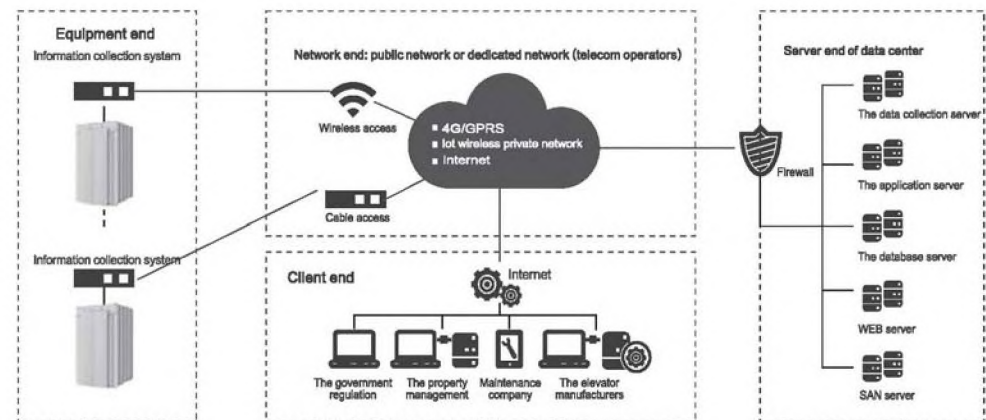 Equipment end
Information collection system
Information collection system
Network end: public network or dedicated network (telecom operators)
Wireless access
Cable access
4G/GPRS
Iot wireless private network
Internet
Client end
Internet
The government
regulation
The property
management
Maintenance
company
The elevator
manufacturers
Firewall
Server end of data center
The data collection server
The application server
The database server
WEB server
SAN server